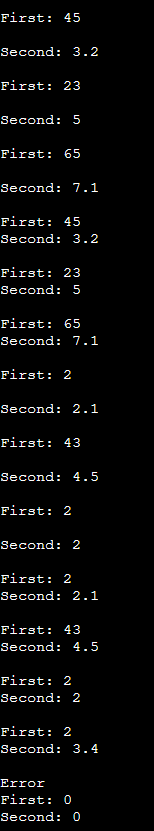 First: 45
Second: 3.2
First: 23
Second: 5
First: 65
Second: 7.1
First: 45
Second: 3.2
First: 23
Second: 5
First: 65
Second: 7.1
First: 2
Second: 2.1
First: 43
Second: 4.5
First: 2
Second: 2
First: 2
Second: 2.1
First: 43
Second: 4.5
First: 2
Second: 2
First: 2
Second: 3.4
Error
First: 0
Second: 0